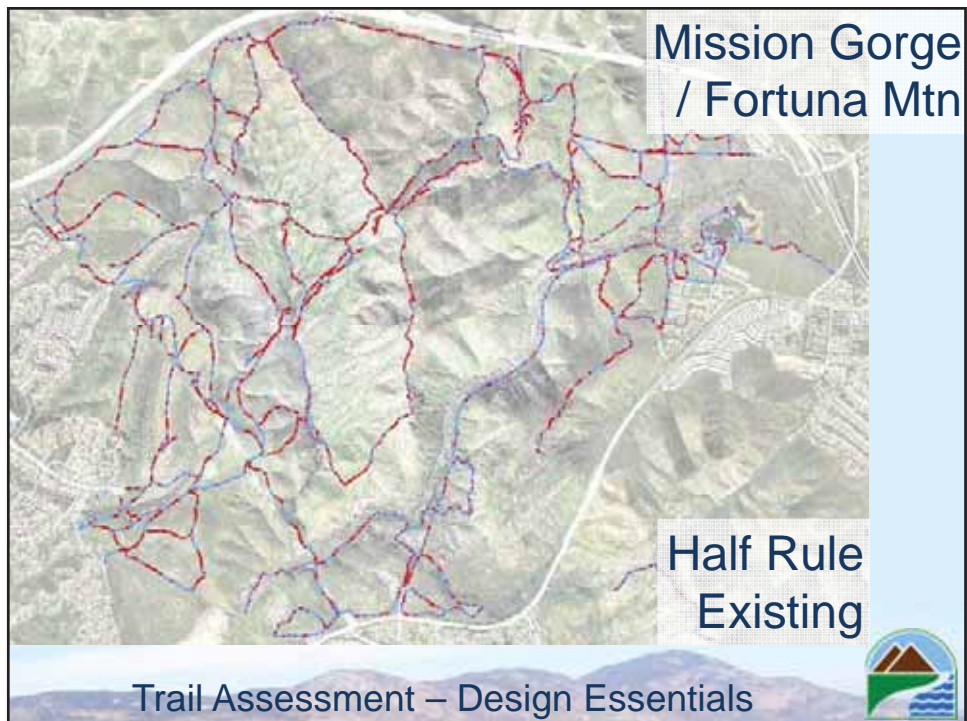 Mission Gorge
/ Fortuna Mtn
Half Rule
Existing
Trail Assessment – Design Essentials